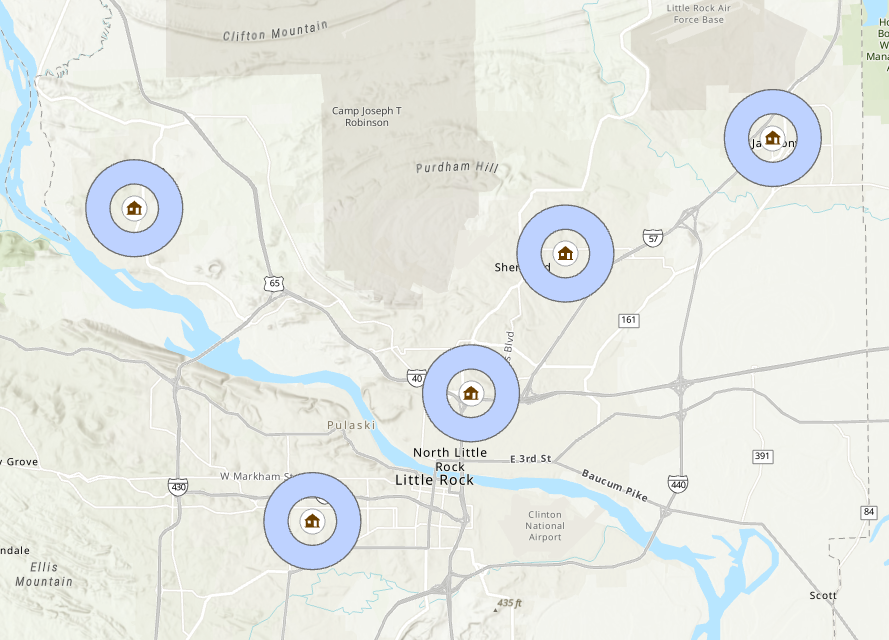 Little Rock Air
Force Base
Clifton Mountain
Camp Joseph T
Robinson
Purdham Hill
57
65
161
40
Pulaski
North Little
Rock
Little Rock
E 3rd St
Baucum Pike
W Markham St
430
391
440
84
Clinton
National
Airport
Ellis
Mountain
Scott
435 ft